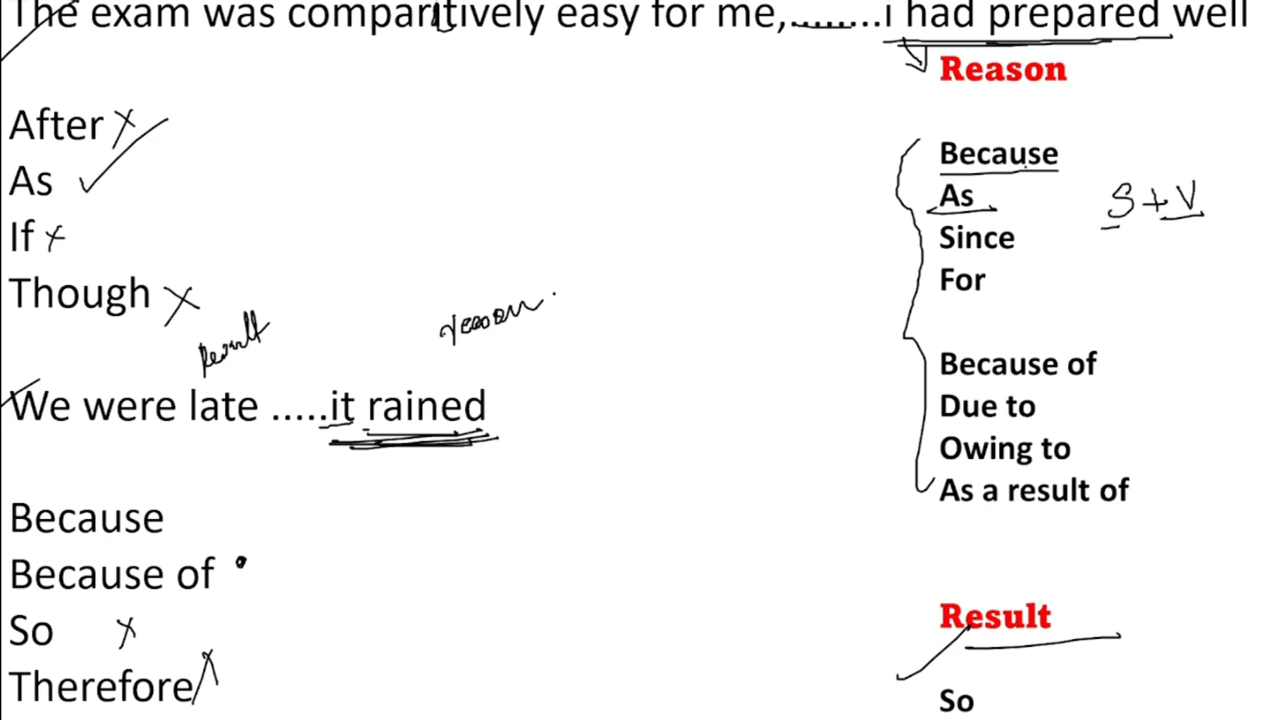 The exam was comparitively easy for me,..........i had prepared well
Reason
After
As
If
Though
Because
As
Since
For
S + V
Because of
Due to
Owing to
As a result of
result
reason
We were late .....it rained
Because
Because of
So
Therefore
Result
So